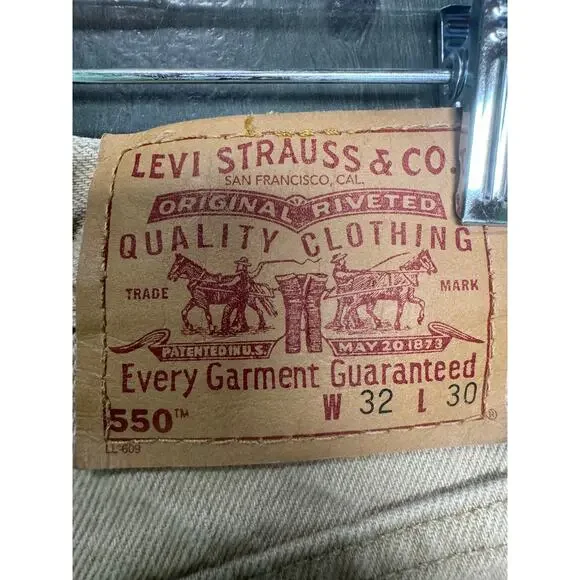 LEVI STRAUSS & CO.
SAN FRANCISCO, CAL.
ORIGINAL RIVETED
QUALITY CLOTHING
TRADE MARK
PATENTED IN U.S. MAY 20 1873
Every Garment Guaranteed
550™ W 32 L 30 ®
LL-609